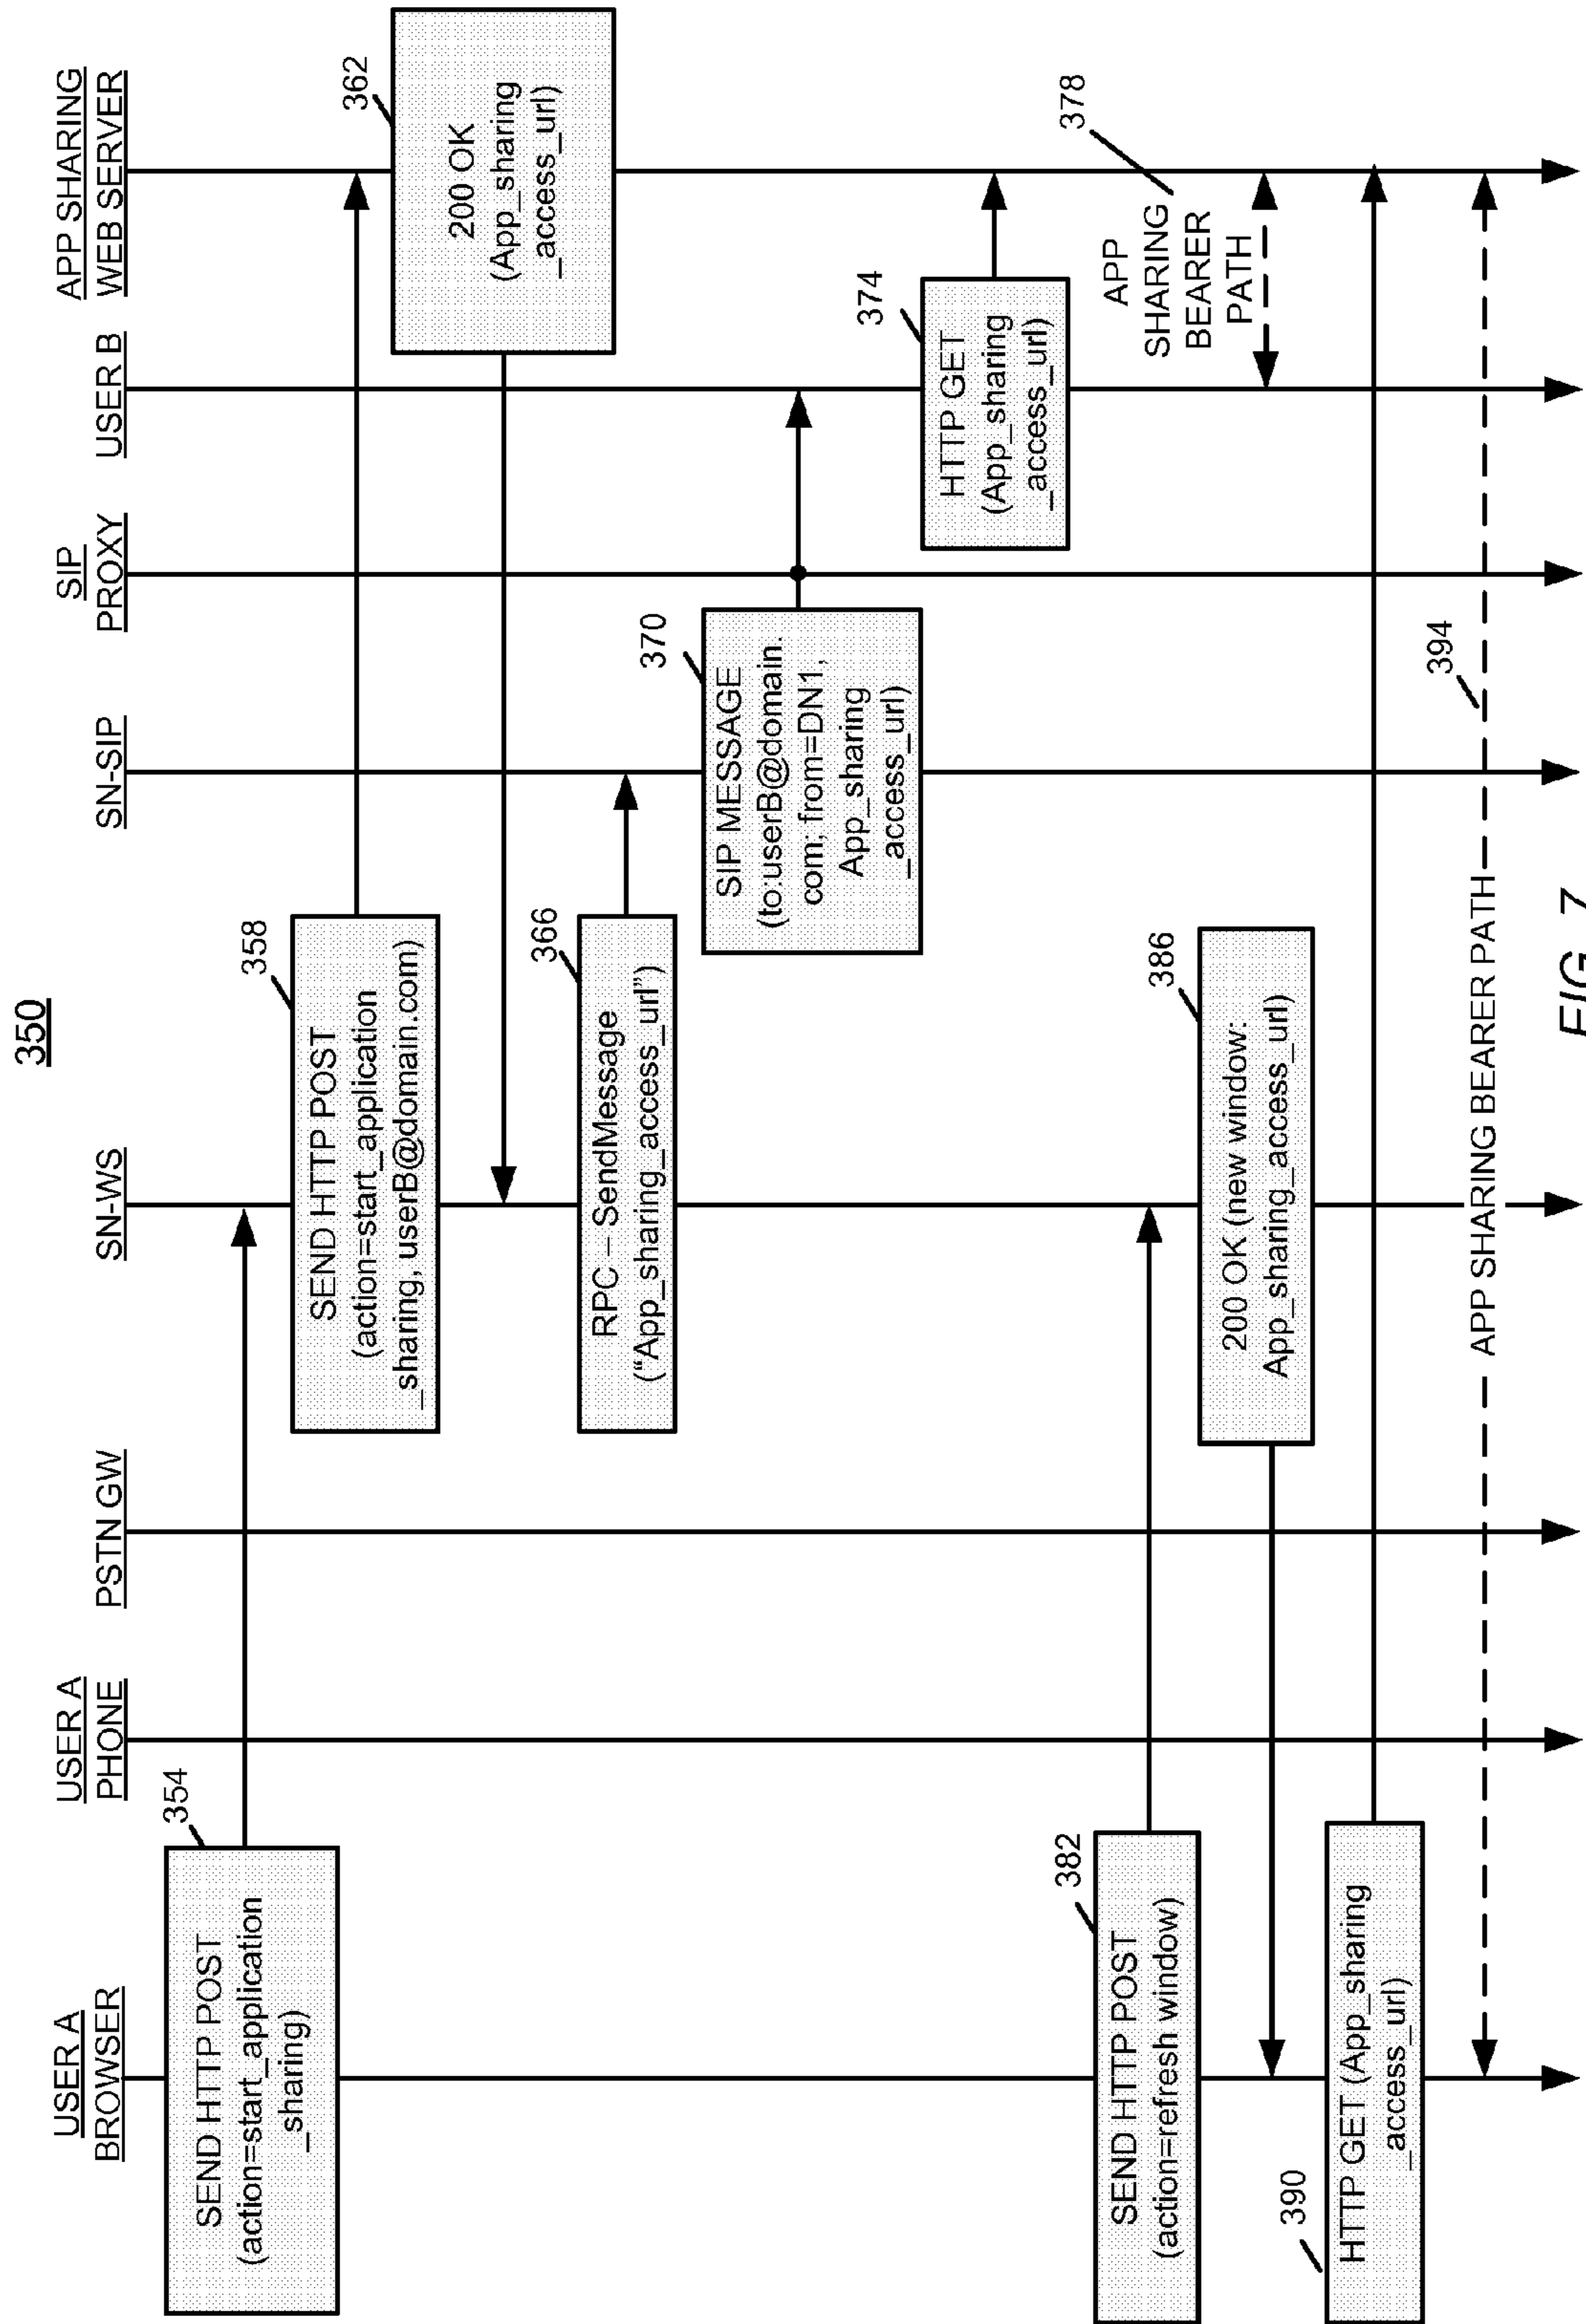 350
USER A
BROWSER
USER A
PHONE
PSTN GW
SN-WS
SN-SIP
SIP
PROXY
USER B
APP SHARING
WEB SERVER
354
SEND HTTP POST
(action=start_application
_sharing)
358
SEND HTTP POST
(action=start_application
_sharing, userB@domain.com)
362
200 OK
(App_sharing
_access_url)
366
RPC – SendMessage
(“App_sharing_access_url”)
370
SIP MESSAGE
(to:userB@domain.
com; from=DN1,
App_sharing
_access_url)
374
HTTP GET
(App_sharing
_access_url)
378
APP
SHARING
BEARER
PATH
382
SEND HTTP POST
(action=refresh window)
386
200 OK (new window:
App_sharing_access_url)
390
HTTP GET (App_sharing
_access_url)
394
APP SHARING BEARER PATH
FIG. 7